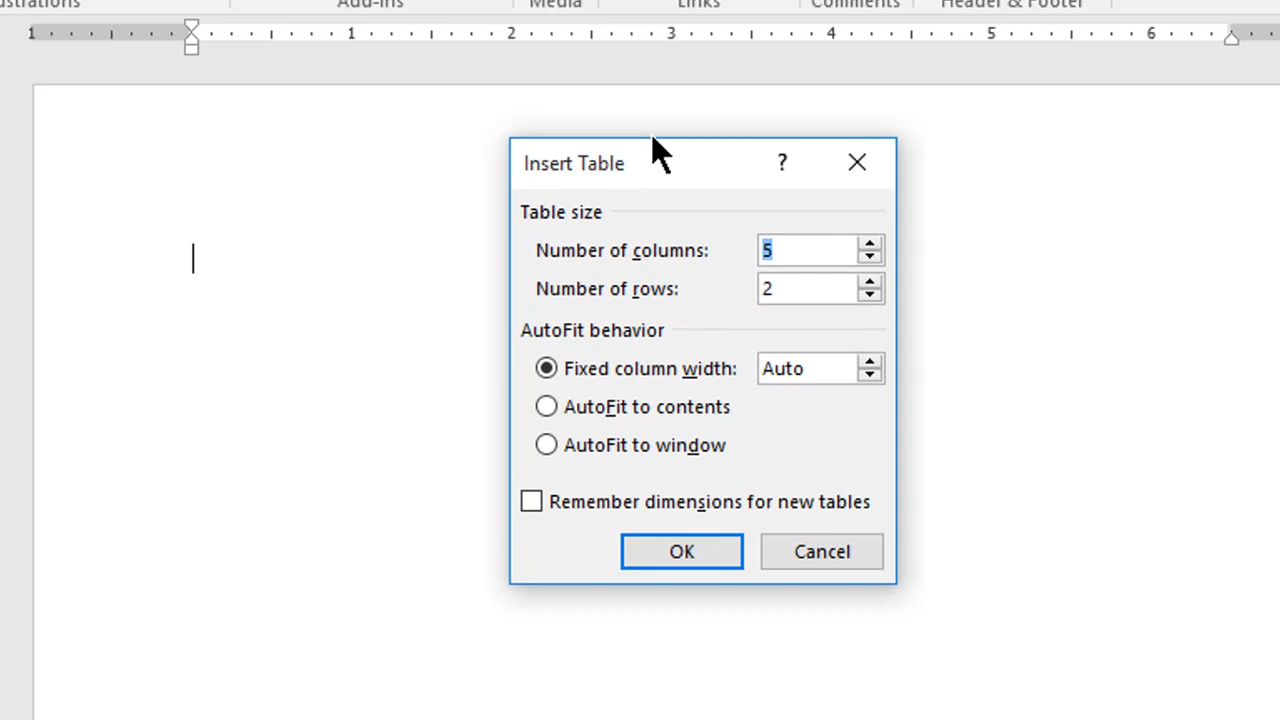 Add-ins Media Links Comments Header & Footer
1 1 2 3 4 5 6
Insert Table ?
Table size
Number of columns: 5
Number of rows: 2
AutoFit behavior
Fixed column width: Auto
AutoFit to contents
AutoFit to window
Remember dimensions for new tables
OK Cancel